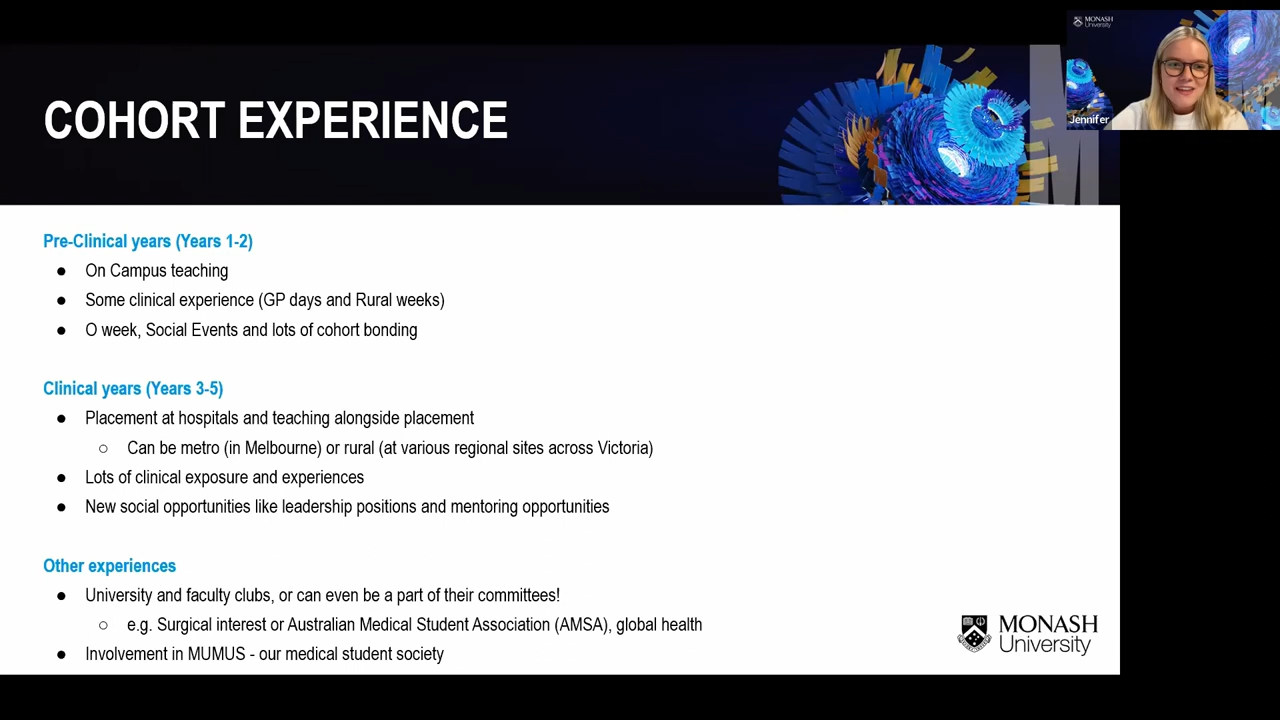 MONASH
University
Jennifer
COHORT EXPERIENCE
M
Pre-Clinical years (Years 1-2)
● On Campus teaching
● Some clinical experience (GP days and Rural weeks)
● O week, Social Events and lots of cohort bonding
Clinical years (Years 3-5)
● Placement at hospitals and teaching alongside placement
○ Can be metro (in Melbourne) or rural (at various regional sites across Victoria)
● Lots of clinical exposure and experiences
● New social opportunities like leadership positions and mentoring opportunities
Other experiences
● University and faculty clubs, or can even be a part of their committees!
○ e.g. Surgical interest or Australian Medical Student Association (AMSA), global health
● Involvement in MUMUS - our medical student society
MONASH
University